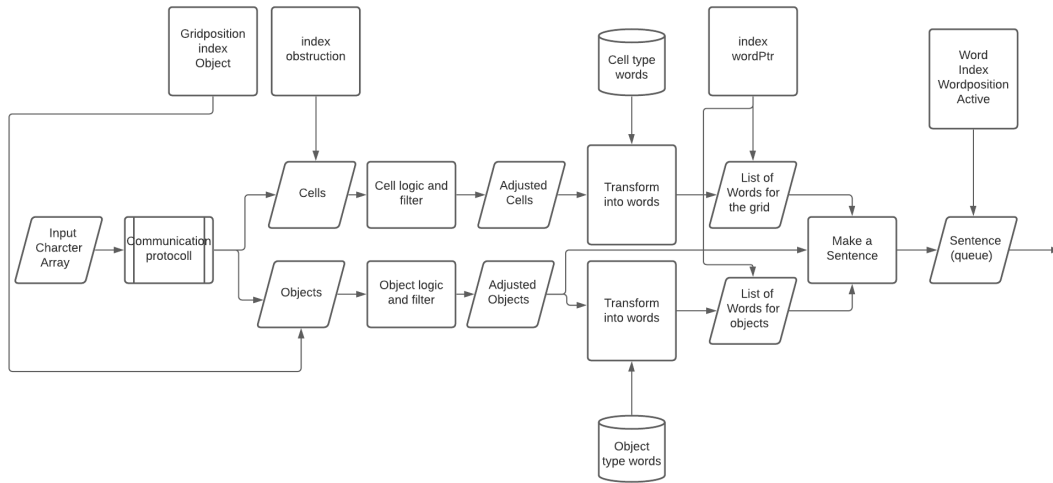 Gridposition
index
Object
index
obstruction
Cell type
words
index
wordPtr
Word
Index
Wordposition
Active
Cells
Cell logic and
filter
Adjusted
Cells
Transform
into words
List of
Words for
the grid
Input
Charcter
Array
Communication
protocoll
Make a
Sentence
Sentence
(queue)
Objects
Object logic
and filter
Adjusted
Objects
Transform
into words
List of
Words for
objects
Object
type words